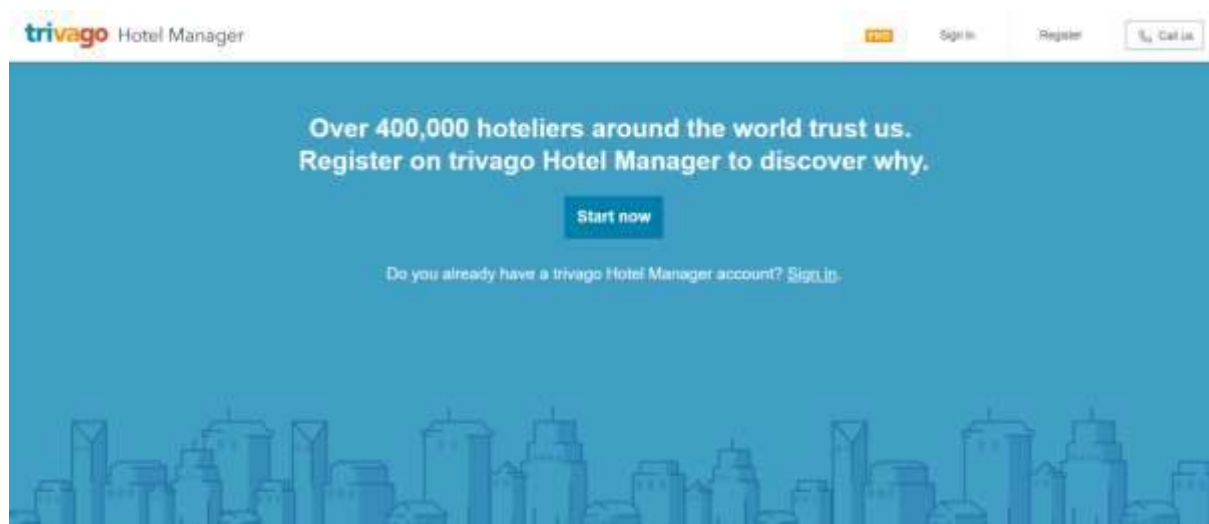 trivago Hotel Manager
PRO
Sign In
Register
Call us
Over 400,000 hoteliers around the world trust us.
Register on trivago Hotel Manager to discover why.
Start now
Do you already have a trivago Hotel Manager account? Sign in.